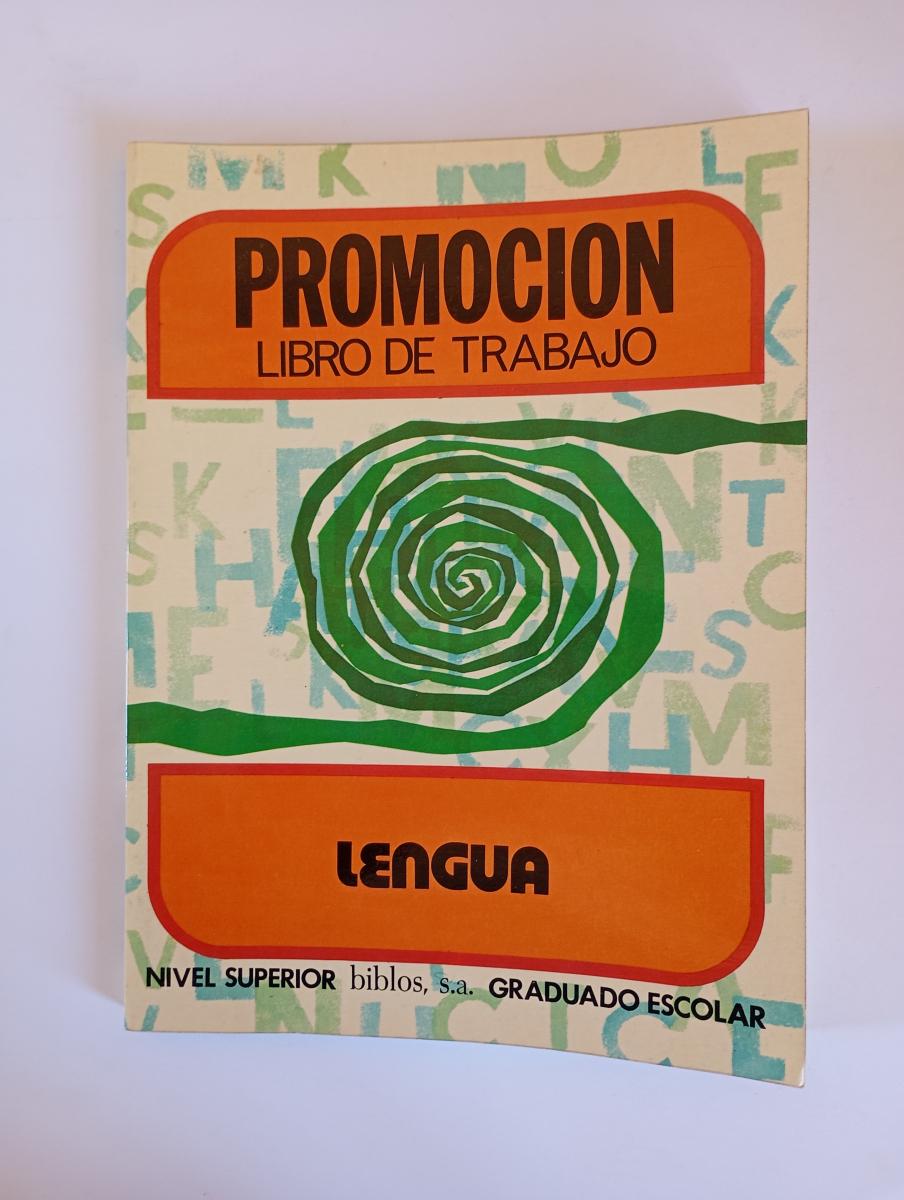 PROMOCION
LIBRO DE TRABAJO
LENGUA
NIVEL SUPERIOR biblos, s.a. GRADUADO ESCOLAR